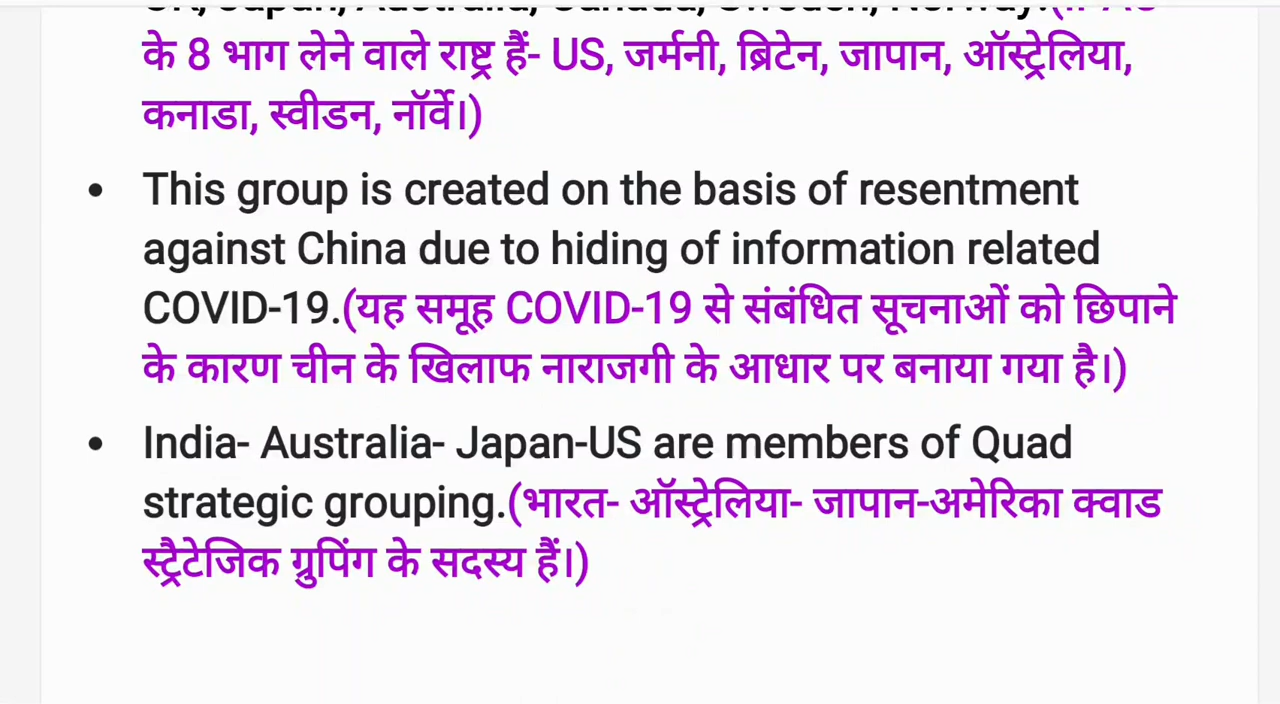 के 8 भाग लेने वाले राष्ट्र हैं- US, जर्मनी, ब्रिटेन, जापान, ऑस्ट्रेलिया,
कनाडा, स्वीडन, नॉर्वे।)
• This group is created on the basis of resentment
against China due to hiding of information related
COVID-19.(यह समूह COVID-19 से संबंधित सूचनाओं को छिपाने
के कारण चीन के खिलाफ नाराजगी के आधार पर बनाया गया है।)
• India- Australia- Japan-US are members of Quad
strategic grouping.(भारत- ऑस्ट्रेलिया- जापान-अमेरिका क्वाड
स्ट्रैटेजिक ग्रुपिंग के सदस्य हैं।)